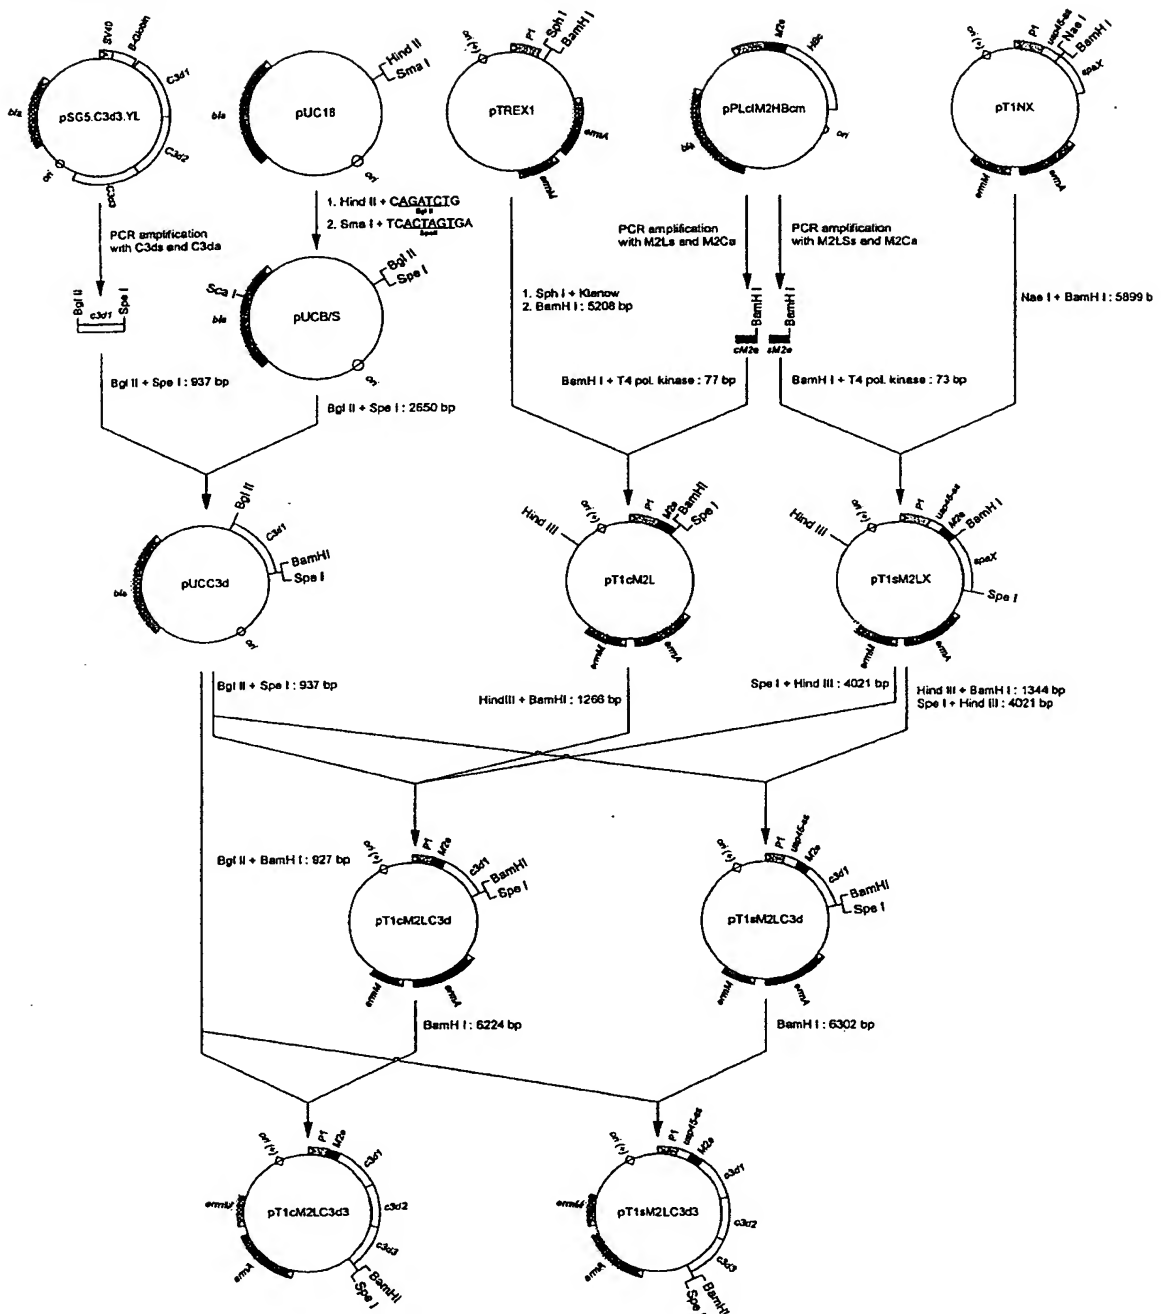 SV40
B-Globin
C3d1
C3d2
bla
ori
pSG5.C3d3.YL
Hind II
Sma I
bla
ori
pUC18
ori (+)
P1
Sph I
BamH I
ermA
ermM
pTREX1
M2e
HBc
ori
bla
pPLcIM2HBcm
ori (+)
P1
usp45-ss
Nae I
BamH I
spaX
ermM
ermA
pT1NX
PCR amplification
with C3ds and C3da
1. Hind II + CAGATCTG
Bgl II
2. Sma I + TCACTAGTGA
SpeI
PCR amplification
with M2Ls and M2Ca
PCR amplification
with M2LSs and M2Ca
Bgl II
c3d1
Spe I
Sca I
bla
Bgl II
Spe I
ori
pUCB/S
1. Sph I + Klenow
2. BamH I : 5208 bp
BamH I
cM2e
BamH I
sM2e
Nae I + BamH I : 5899 b
Bgl II + Spe I : 937 bp
Bgl II + Spe I : 2650 bp
BamH I + T4 pol. kinase : 77 bp
BamH I + T4 pol. kinase : 73 bp
Bgl II
C3d1
BamHI
Spe I
bla
ori
pUCC3d
Hind III
ori (+)
P1
M2e
BamHI
Spe I
ermM
ermA
pT1cM2L
Hind III
ori (+)
P1
usp45-ss
M2e
BamH I
spaX
Spe I
ermM
ermA
pT1sM2LX
Bgl II + Spe I : 937 bp
HindIII + BamHI : 1266 bp
Spe I + Hind III : 4021 bp
Hind III + BamH I : 1344 bp
Spe I + Hind III : 4021 bp
Bgl II + BamH I : 927 bp
ori (+)
P1
M2e
c3d1
BamHI
Spe I
ermM
ermA
pT1cM2LC3d
ori (+)
P1
usp45-ss
M2e
c3d1
BamHI
Spe I
ermM
ermA
pT1sM2LC3d
BamH I : 6224 bp
BamH I : 6302 bp
ori (+)
P1
M2e
c3d1
c3d2
c3d3
BamHI
Spe I
ermM
ermA
pT1cM2LC3d3
ori (+)
P1
usp45-ss
M2e
c3d1
c3d2
c3d3
BamHI
Spe I
ermM
ermA
pT1sM2LC3d3